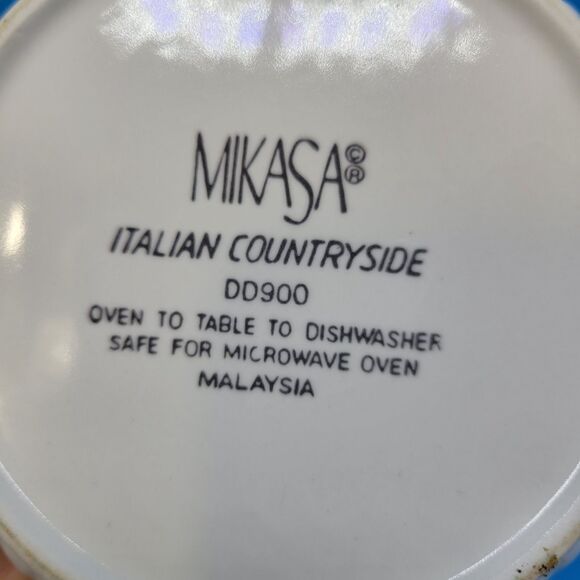 MIKASA©®
ITALIAN COUNTRYSIDE
DD900
OVEN TO TABLE TO DISHWASHER
SAFE FOR MICROWAVE OVEN
MALAYSIA